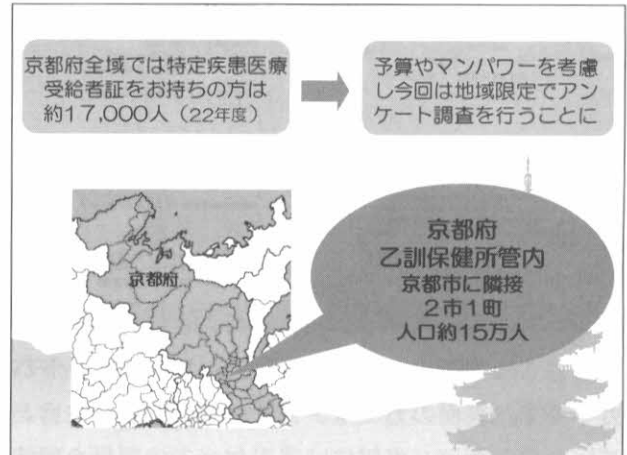 京都府全域では特定疾患医療
受給者証をお持ちの方は
約17,000人（22年度）
予算やマンパワーを考慮
し今回は地域限定でアン
ケート調査を行うことに
京都府
京都府
乙訓保健所管内
京都市に隣接
2市1町
人口約15万人